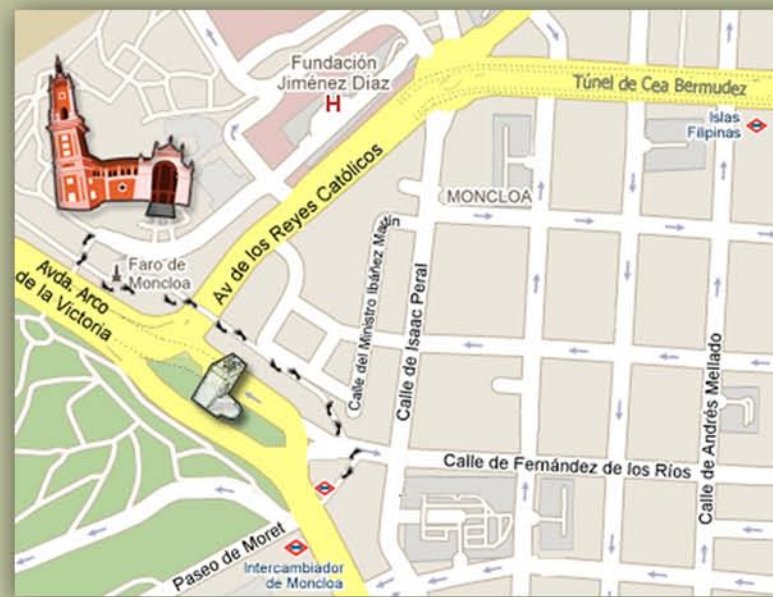 Fundación
Jiménez Diaz
H
Túnel de Cea Bermudez
Islas
Filipinas
MONCLOA
Av de los Reyes Católicos
Faro de
Moncloa
Avda. Arco
de la Victoria
Calle del Ministro Ibáñez Martin
Calle de Isaac Peral
Calle de Andrés Mellado
Calle de Fernández de los Ríos
Paseo de Moret
Intercambiador
de Moncloa